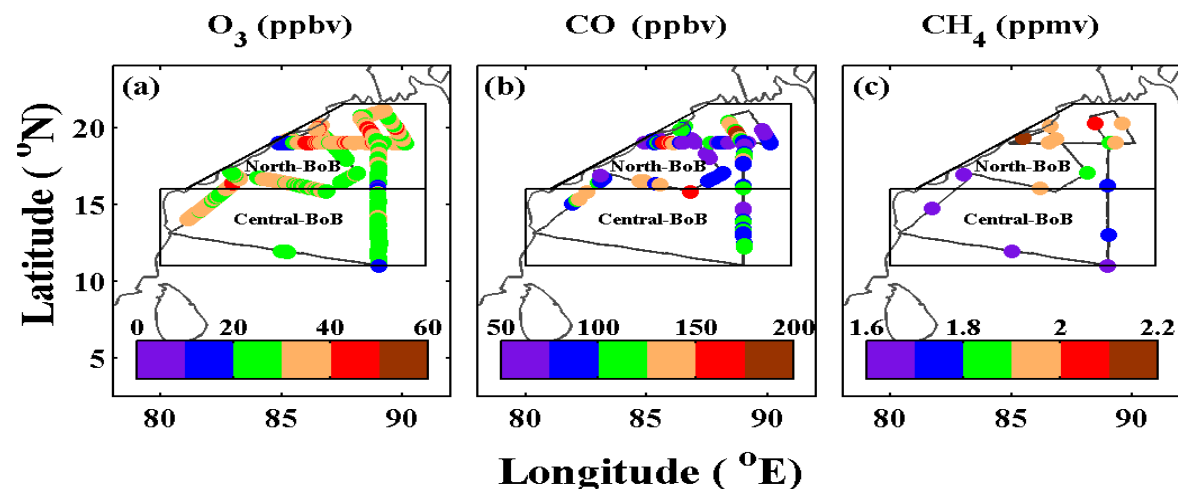 O3 (ppbv) CO (ppbv) CH4 (ppmv)
(a) (b) (c)
North-BoB North-BoB North-BoB
Central-BoB Central-BoB Central-BoB
0 20 40 60
50 100 150 200
1.6 1.8 2 2.2
20
15
10
5
80 85 90 80 85 90 80 85 90
Latitude ( oN)
Longitude ( oE)